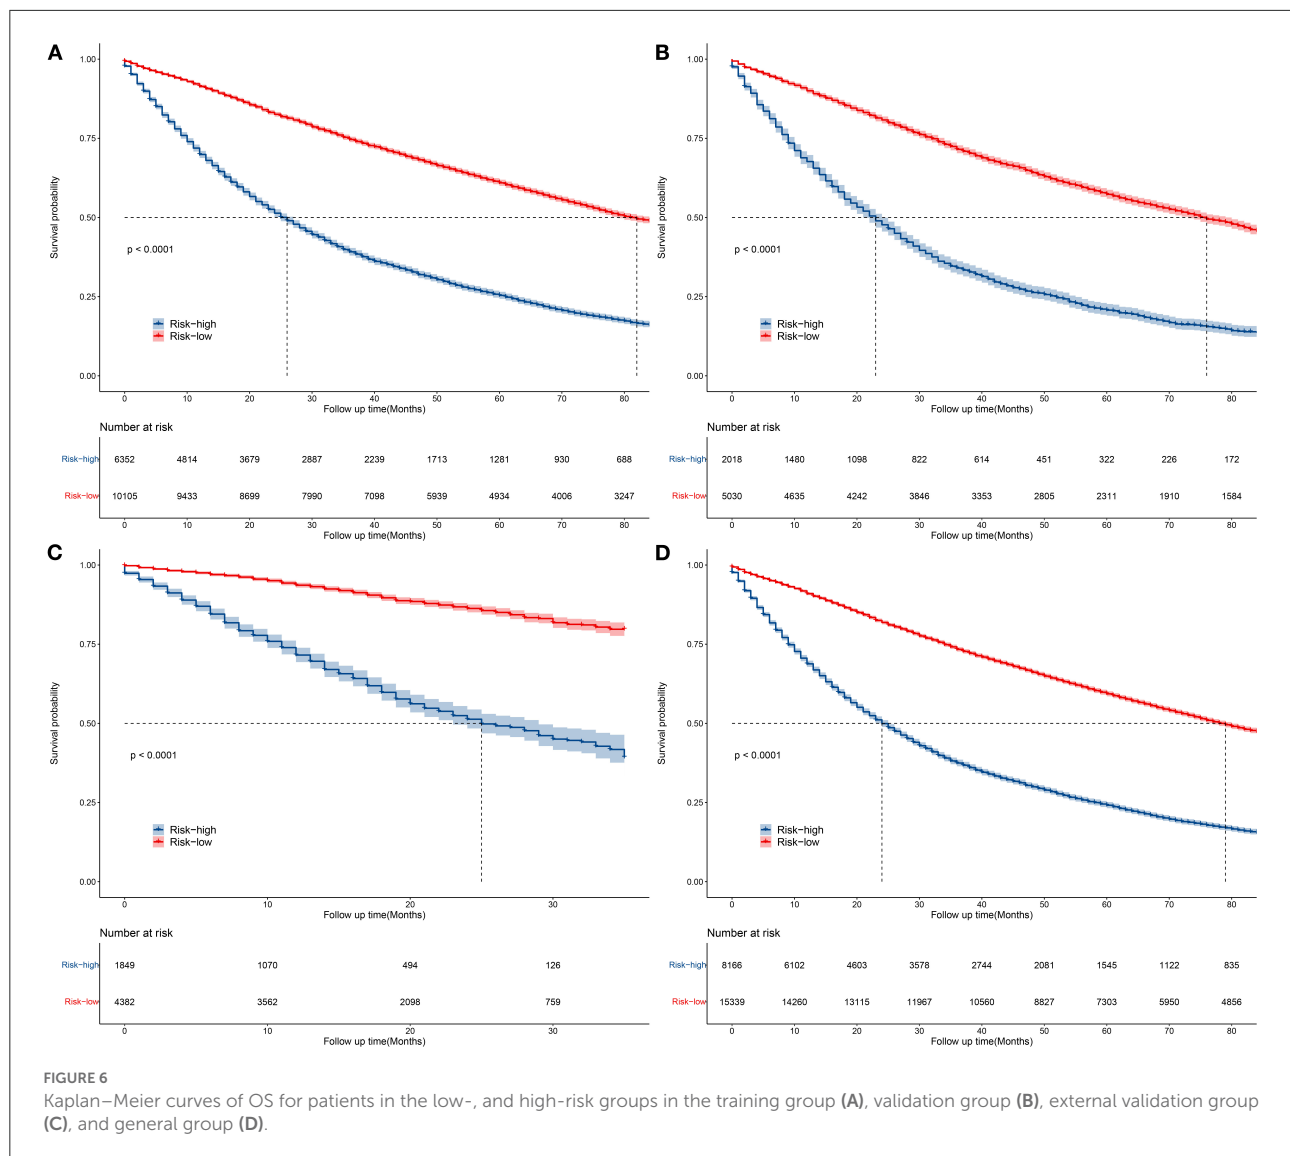 A
1.00
0.75
0.50
0.25
0.00
Survival probability
p < 0.0001
Risk−high
Risk−low
0 10 20 30 40 50 60 70 80
Follow up time(Months)
Number at risk
Risk−high 6352 4814 3679 2887 2239 1713 1281 930 688
Risk−low 10105 9433 8699 7990 7098 5939 4934 4006 3247
0 10 20 30 40 50 60 70 80
Follow up time(Months)
B
1.00
0.75
0.50
0.25
0.00
Survival probability
p < 0.0001
Risk−high
Risk−low
0 10 20 30 40 50 60 70 80
Follow up time(Months)
Number at risk
Risk−high 2018 1480 1098 822 614 451 322 226 172
Risk−low 5030 4635 4242 3846 3353 2805 2311 1910 1584
0 10 20 30 40 50 60 70 80
Follow up time(Months)
C
1.00
0.75
0.50
0.25
0.00
Survival probability
p < 0.0001
Risk−high
Risk−low
0 10 20 30
Follow up time(Months)
Number at risk
Risk−high 1849 1070 494 126
Risk−low 4382 3562 2098 759
0 10 20 30
Follow up time(Months)
D
1.00
0.75
0.50
0.25
0.00
Survival probability
p < 0.0001
Risk−high
Risk−low
0 10 20 30 40 50 60 70 80
Follow up time(Months)
Number at risk
Risk−high 8166 6102 4603 3578 2744 2081 1545 1122 835
Risk−low 15339 14260 13115 11967 10560 8827 7303 5950 4856
0 10 20 30 40 50 60 70 80
Follow up time(Months)
FIGURE 6
Kaplan–Meier curves of OS for patients in the low-, and high-risk groups in the training group (A), validation group (B), external validation group
(C), and general group (D).